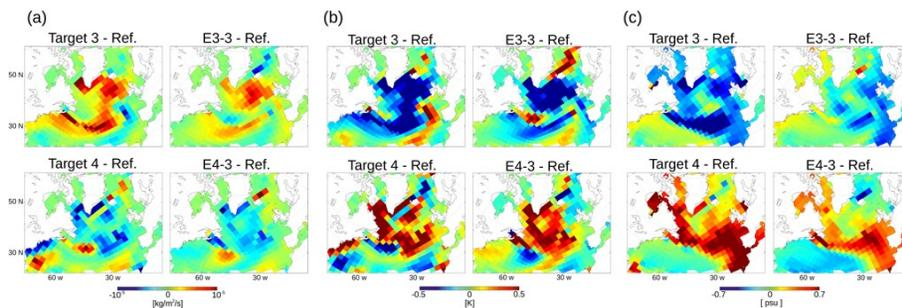 (a)
(b)
(c)
Target 3 - Ref.
E3-3 - Ref.
Target 3 - Ref.
E3-3 - Ref.
Target 3 - Ref.
E3-3 - Ref.
50 N
30 N
Target 4 - Ref.
E4-3 - Ref.
Target 4 - Ref.
E4-3 - Ref.
Target 4 - Ref.
E4-3 - Ref.
50 N
30 N
60 w 30 w 60 w 30 w
60 w 30 w 60 w 30 w
60 w 30 w 60 w 30 w
-10⁻⁵ 0 10⁻⁵
[kg/m²/s]
-0.5 0 0.5
[K]
-0.7 0 0.7
[ psu ]